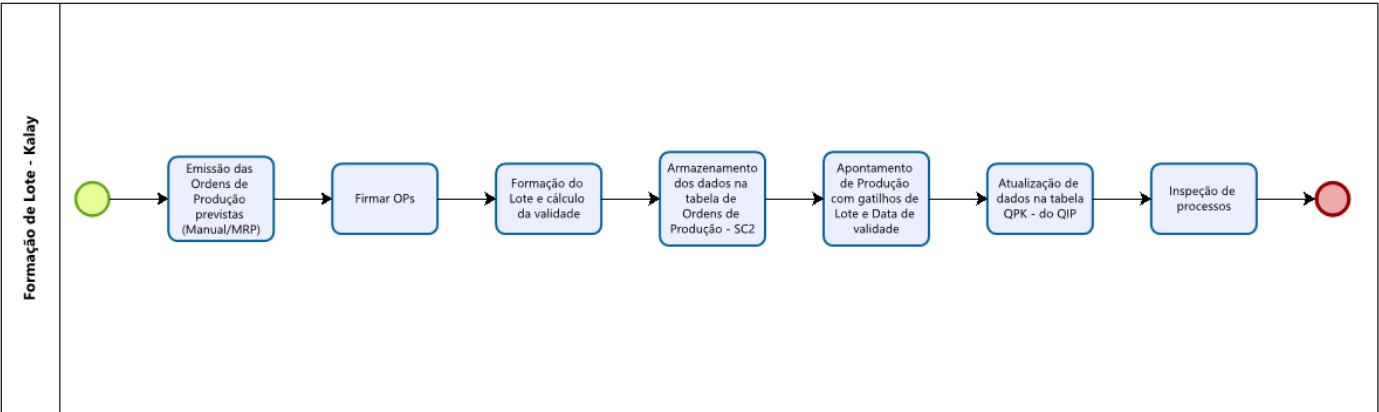 Formação de Lote - Kalay
Emissão das
Ordens de
Produção
previstas
(Manual/MRP)
Firmar OPs
Formação do
Lote e cálculo
da validade
Armazenamento
dos dados na
tabela de
Ordens de
Produção - SC2
Apontamento
de Produção
com gatilhos de
Lote e Data de
validade
Atualização de
dados na tabela
QPK - do QIP
Inspeção de
processos